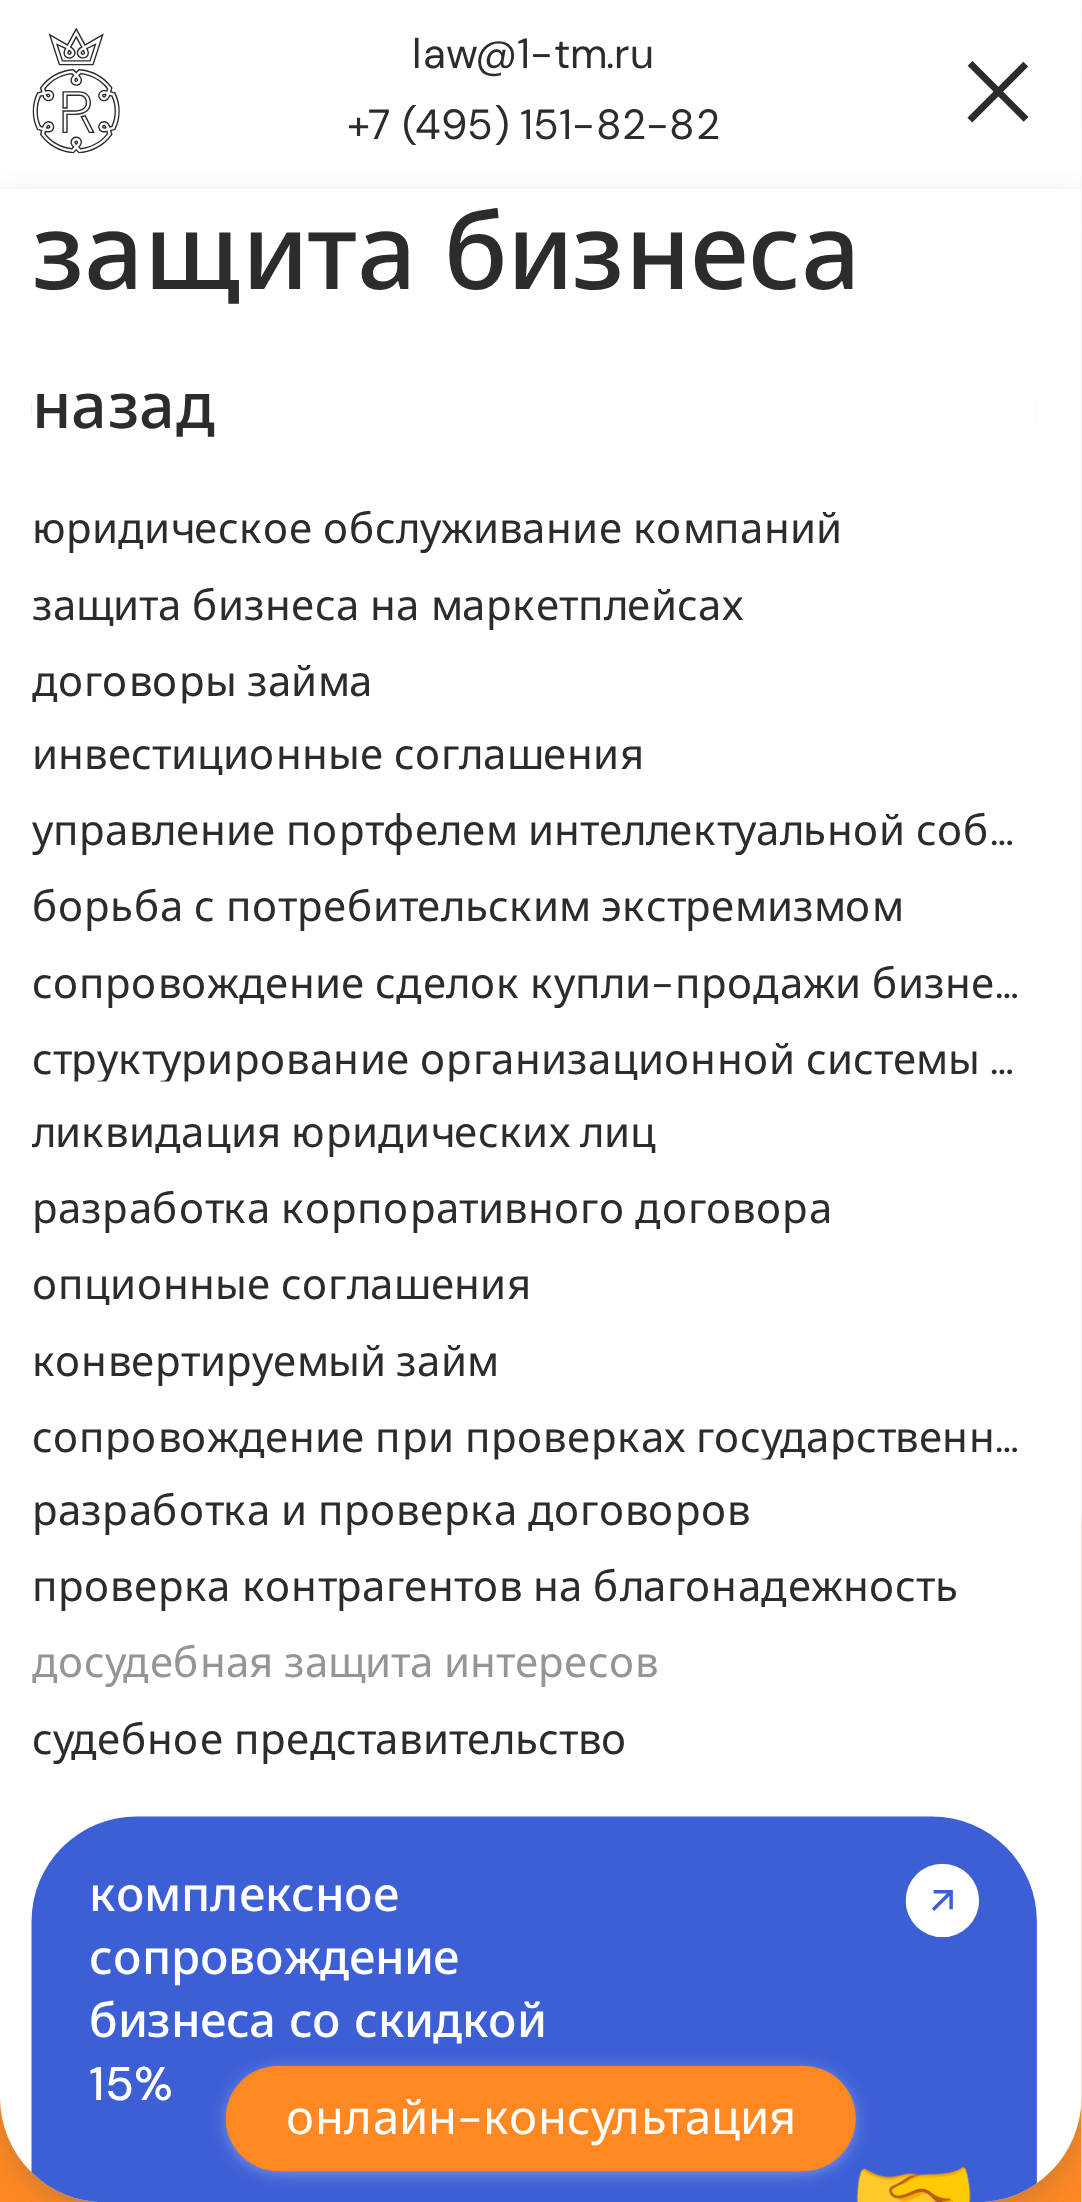 law@1-tm.ru
+7 (495) 151-82-82
R
защита бизнеса
назад
юридическое обслуживание компаний
защита бизнеса на маркетплейсах
договоры займа
инвестиционные соглашения
управление портфелем интеллектуальной соб...
борьба с потребительским экстремизмом
сопровождение сделок купли-продажи бизне...
структурирование организационной системы ...
ликвидация юридических лиц
разработка корпоративного договора
опционные соглашения
конвертируемый займ
сопровождение при проверках государственн...
разработка и проверка договоров
проверка контрагентов на благонадежность
досудебная защита интересов
судебное представительство
комплексное
сопровождение
бизнеса со скидкой
15%
онлайн-консультация